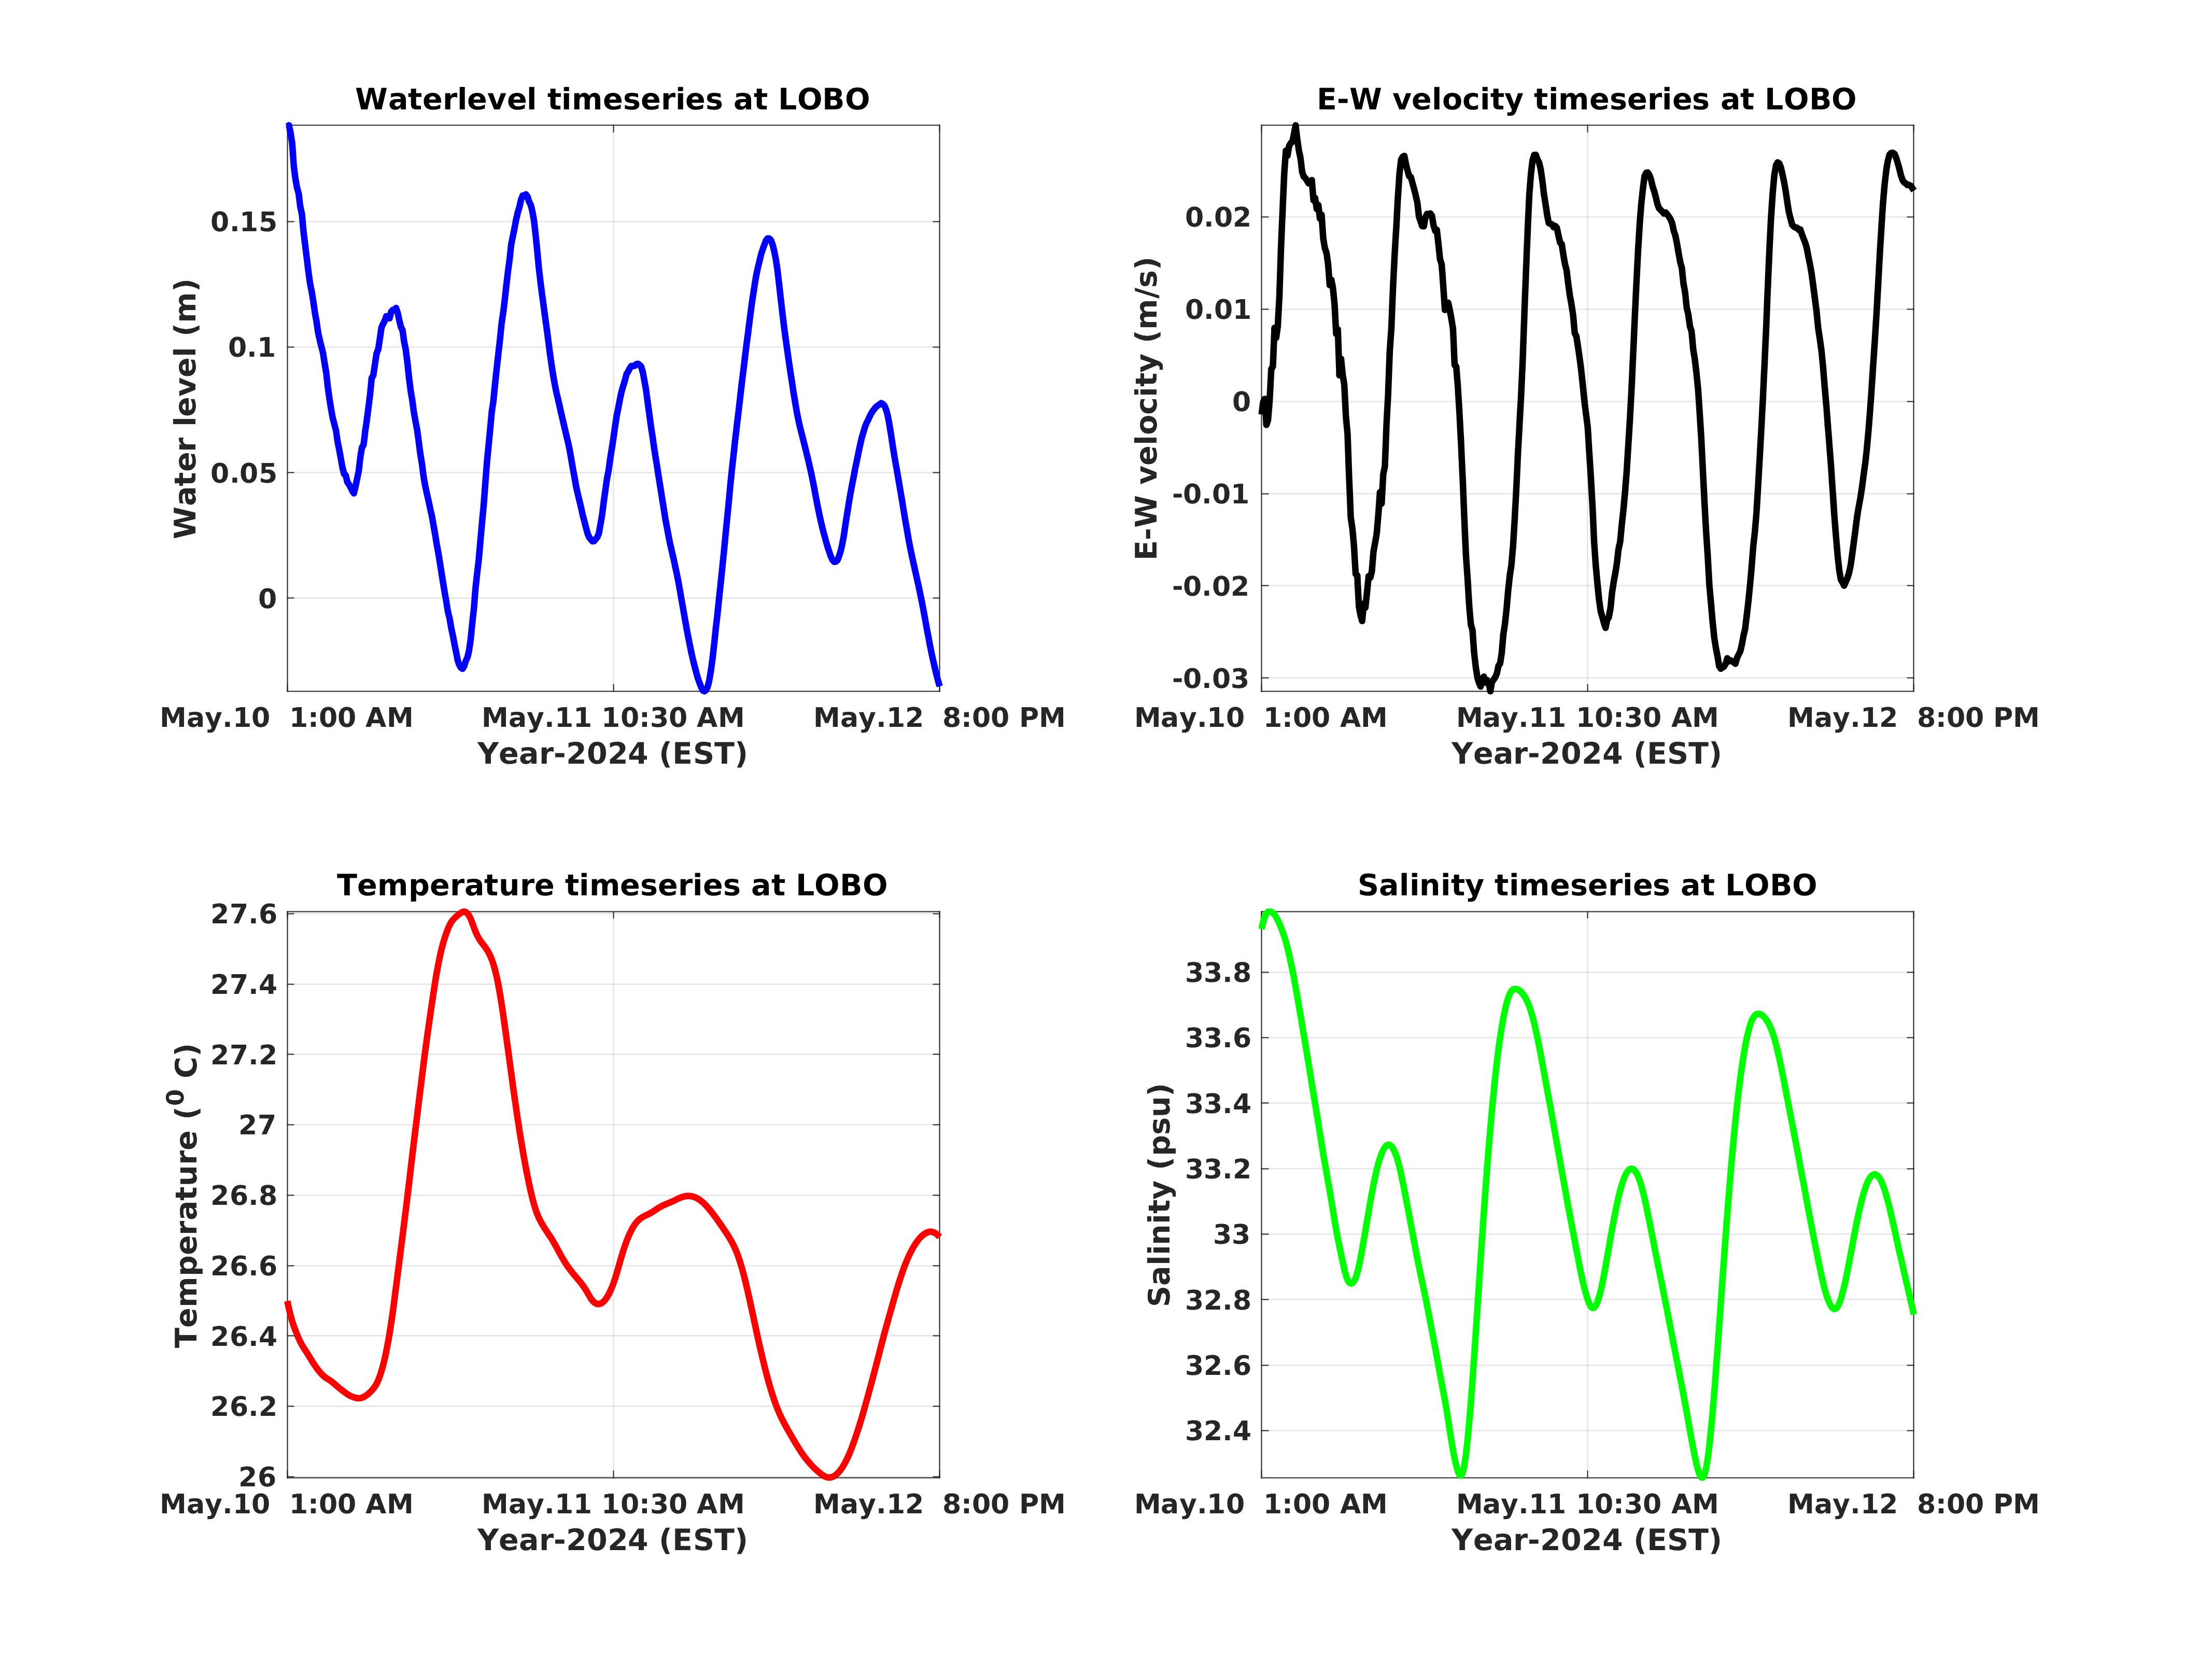 Waterlevel timeseries at LOBO
Water level (m)
0.15
0.1
0.05
0
May.10 1:00 AM May.11 10:30 AM May.12 8:00 PM
Year-2024 (EST)
E-W velocity timeseries at LOBO
E-W velocity (m/s)
0.02
0.01
0
-0.01
-0.02
-0.03
May.10 1:00 AM May.11 10:30 AM May.12 8:00 PM
Year-2024 (EST)
Temperature timeseries at LOBO
Temperature (⁰ C)
27.6
27.4
27.2
27
26.8
26.6
26.4
26.2
26
May.10 1:00 AM May.11 10:30 AM May.12 8:00 PM
Year-2024 (EST)
Salinity timeseries at LOBO
Salinity (psu)
33.8
33.6
33.4
33.2
33
32.8
32.6
32.4
May.10 1:00 AM May.11 10:30 AM May.12 8:00 PM
Year-2024 (EST)